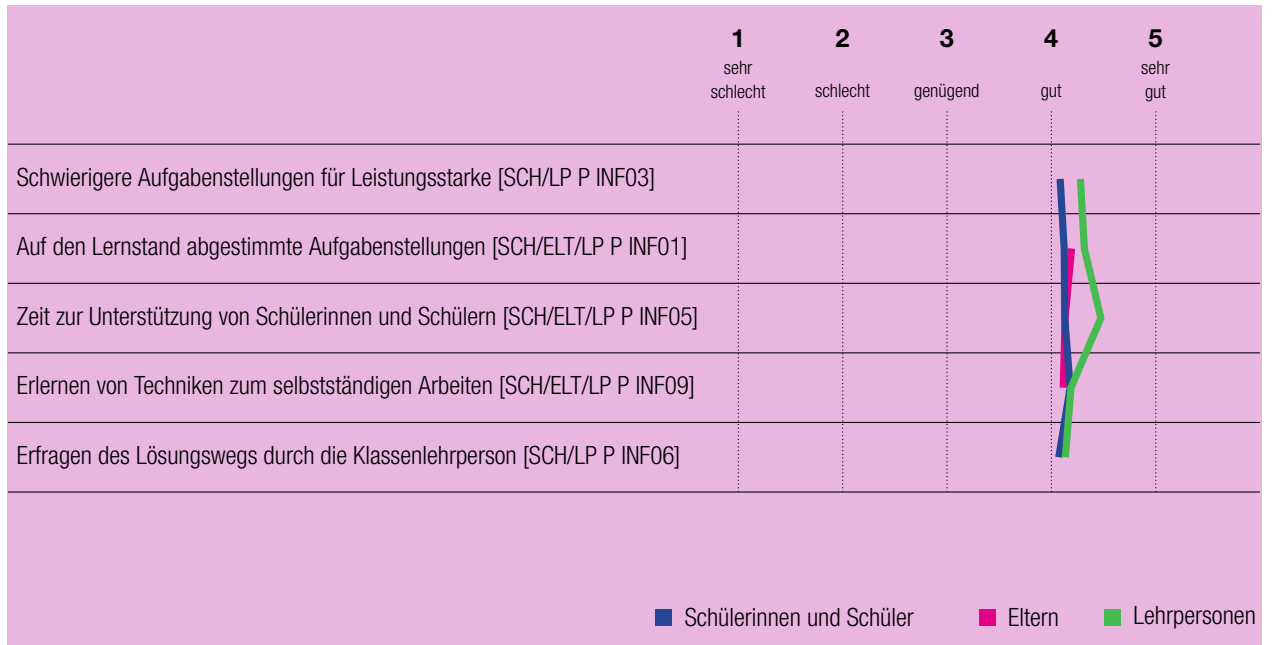 1 2 3 4 5
sehr schlecht schlecht genügend gut sehr gut
Schwierigere Aufgabenstellungen für Leistungsstarke [SCH/LP P INF03]
Auf den Lernstand abgestimmte Aufgabenstellungen [SCH/ELT/LP P INF01]
Zeit zur Unterstützung von Schülerinnen und Schülern [SCH/ELT/LP P INF05]
Erlernen von Techniken zum selbstständigen Arbeiten [SCH/ELT/LP P INF09]
Erfragen des Lösungswegs durch die Klassenlehrperson [SCH/LP P INF06]
Schülerinnen und Schüler Eltern Lehrpersonen